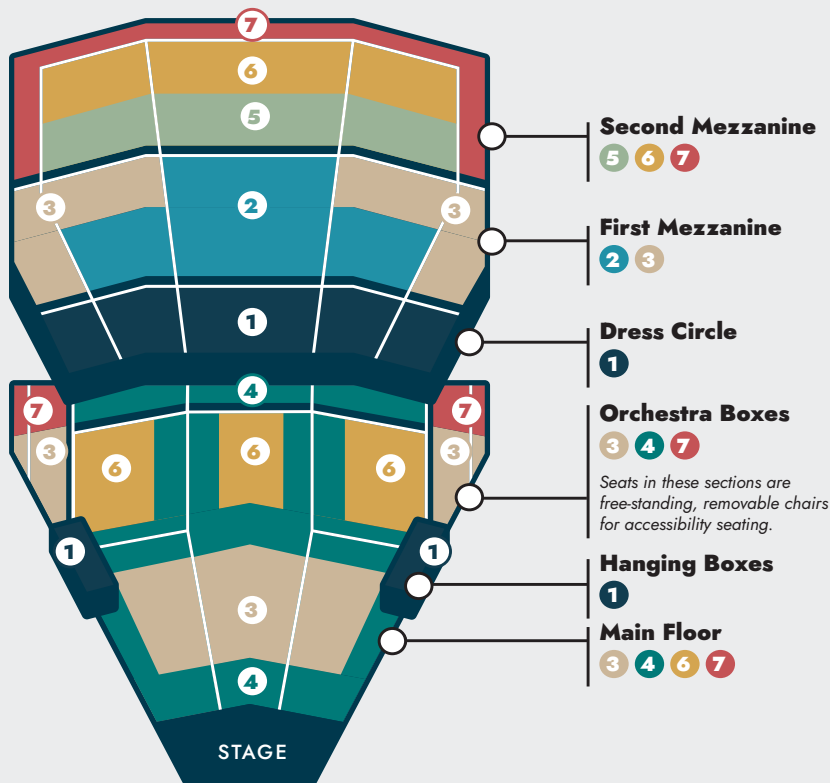 7
6
5
2
3
3
1
4
7
7
3
3
6
6
6
1
1
3
4
STAGE
Second Mezzanine
5 6 7
First Mezzanine
2 3
Dress Circle
1
Orchestra Boxes
3 4 7
Seats in these sections are
free-standing, removable chairs
for accessibility seating.
Hanging Boxes
1
Main Floor
3 4 6 7